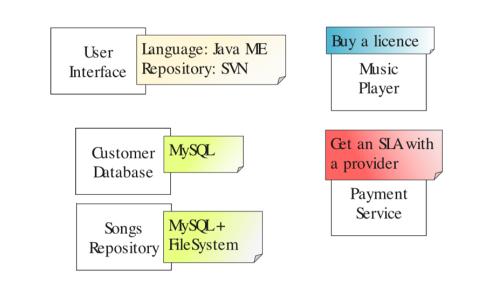 User
Interface
Language: Java ME
Repository: SVN
Buy a licence
Music
Player
Customer
Database
MySQL
Get an SLA with
a provider
Payment
Service
Songs
Repository
MySQL +
FileSystem